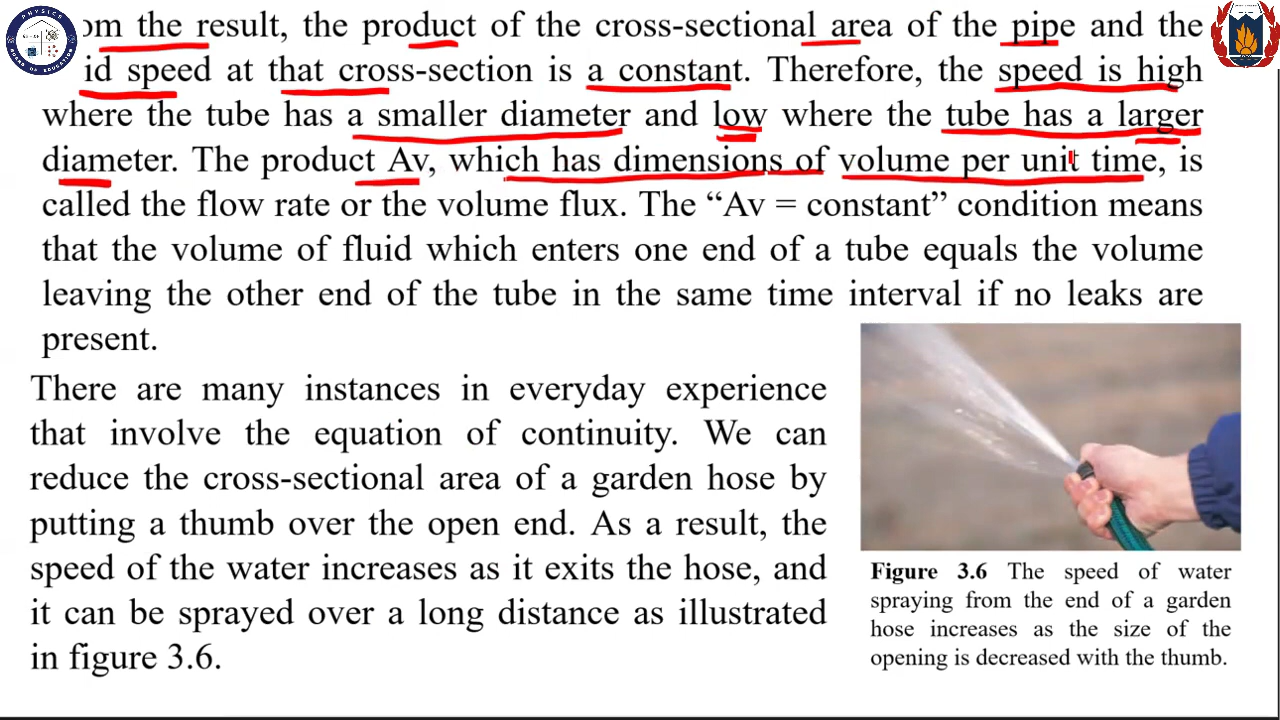 om the result, the product of the cross-sectional area of the pipe and the
id speed at that cross-section is a constant. Therefore, the speed is high
where the tube has a smaller diameter and low where the tube has a larger
diameter. The product Av, which has dimensions of volume per unit time, is
called the flow rate or the volume flux. The “Av = constant” condition means
that the volume of fluid which enters one end of a tube equals the volume
leaving the other end of the tube in the same time interval if no leaks are
present.
There are many instances in everyday experience
that involve the equation of continuity. We can
reduce the cross-sectional area of a garden hose by
putting a thumb over the open end. As a result, the
speed of the water increases as it exits the hose, and
it can be sprayed over a long distance as illustrated
in figure 3.6.
Figure 3.6 The speed of water
spraying from the end of a garden
hose increases as the size of the
opening is decreased with the thumb.
PHYSICS
BOARD OF EDUCATION